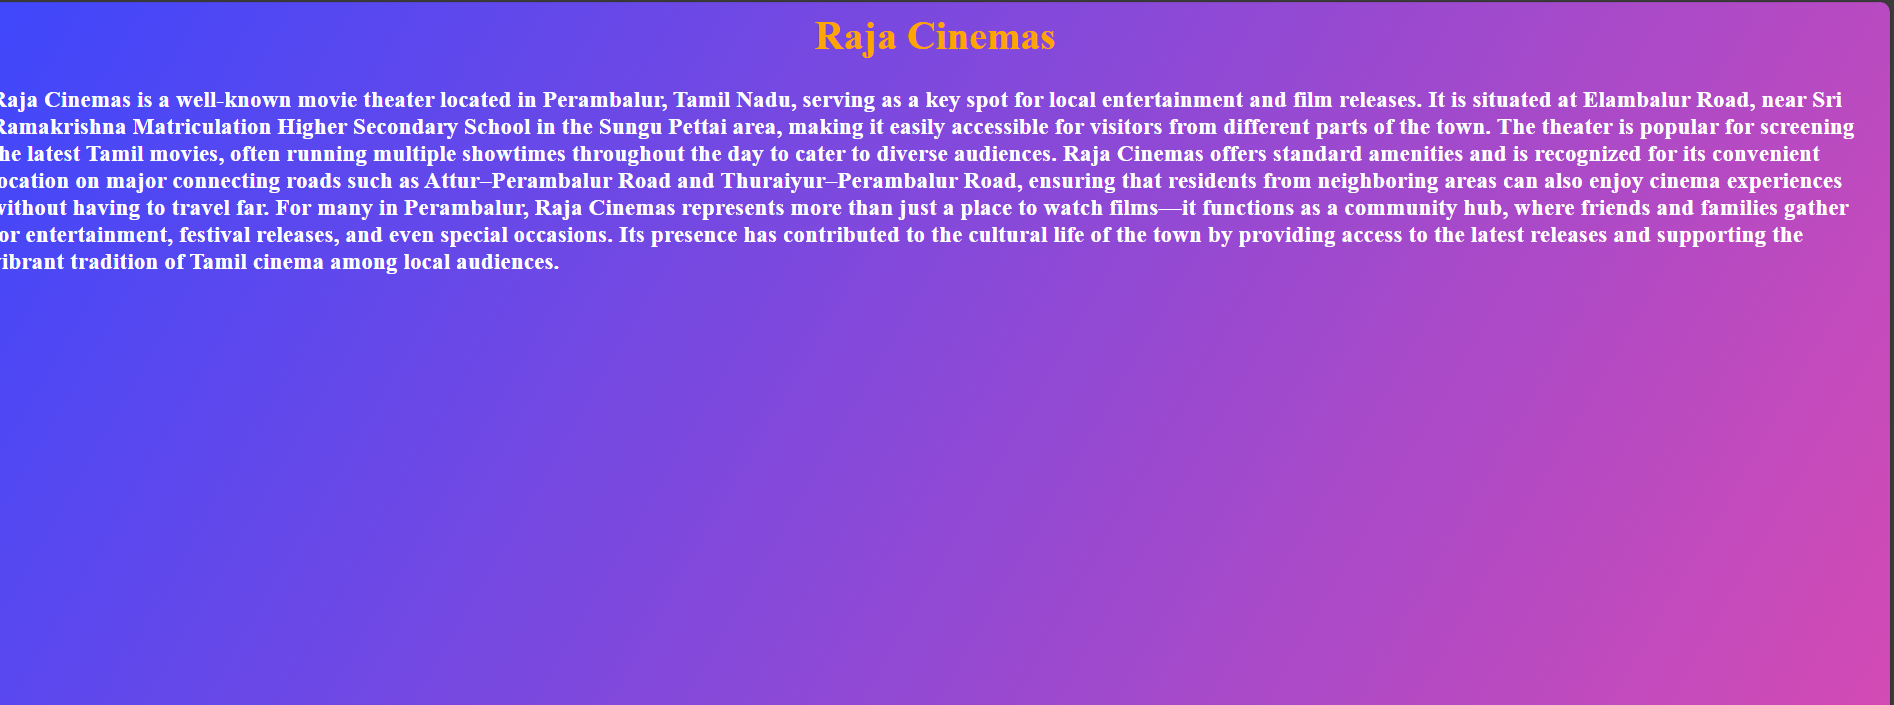 Raja Cinemas
Raja Cinemas is a well-known movie theater located in Perambalur, Tamil Nadu, serving as a key spot for local entertainment and film releases. It is situated at Elambalur Road, near Sri
Ramakrishna Matriculation Higher Secondary School in the Sungu Pettai area, making it easily accessible for visitors from different parts of the town. The theater is popular for screening
the latest Tamil movies, often running multiple showtimes throughout the day to cater to diverse audiences. Raja Cinemas offers standard amenities and is recognized for its convenient
location on major connecting roads such as Attur–Perambalur Road and Thuraiyur–Perambalur Road, ensuring that residents from neighboring areas can also enjoy cinema experiences
without having to travel far. For many in Perambalur, Raja Cinemas represents more than just a place to watch films—it functions as a community hub, where friends and families gather
for entertainment, festival releases, and even special occasions. Its presence has contributed to the cultural life of the town by providing access to the latest releases and supporting the
vibrant tradition of Tamil cinema among local audiences.